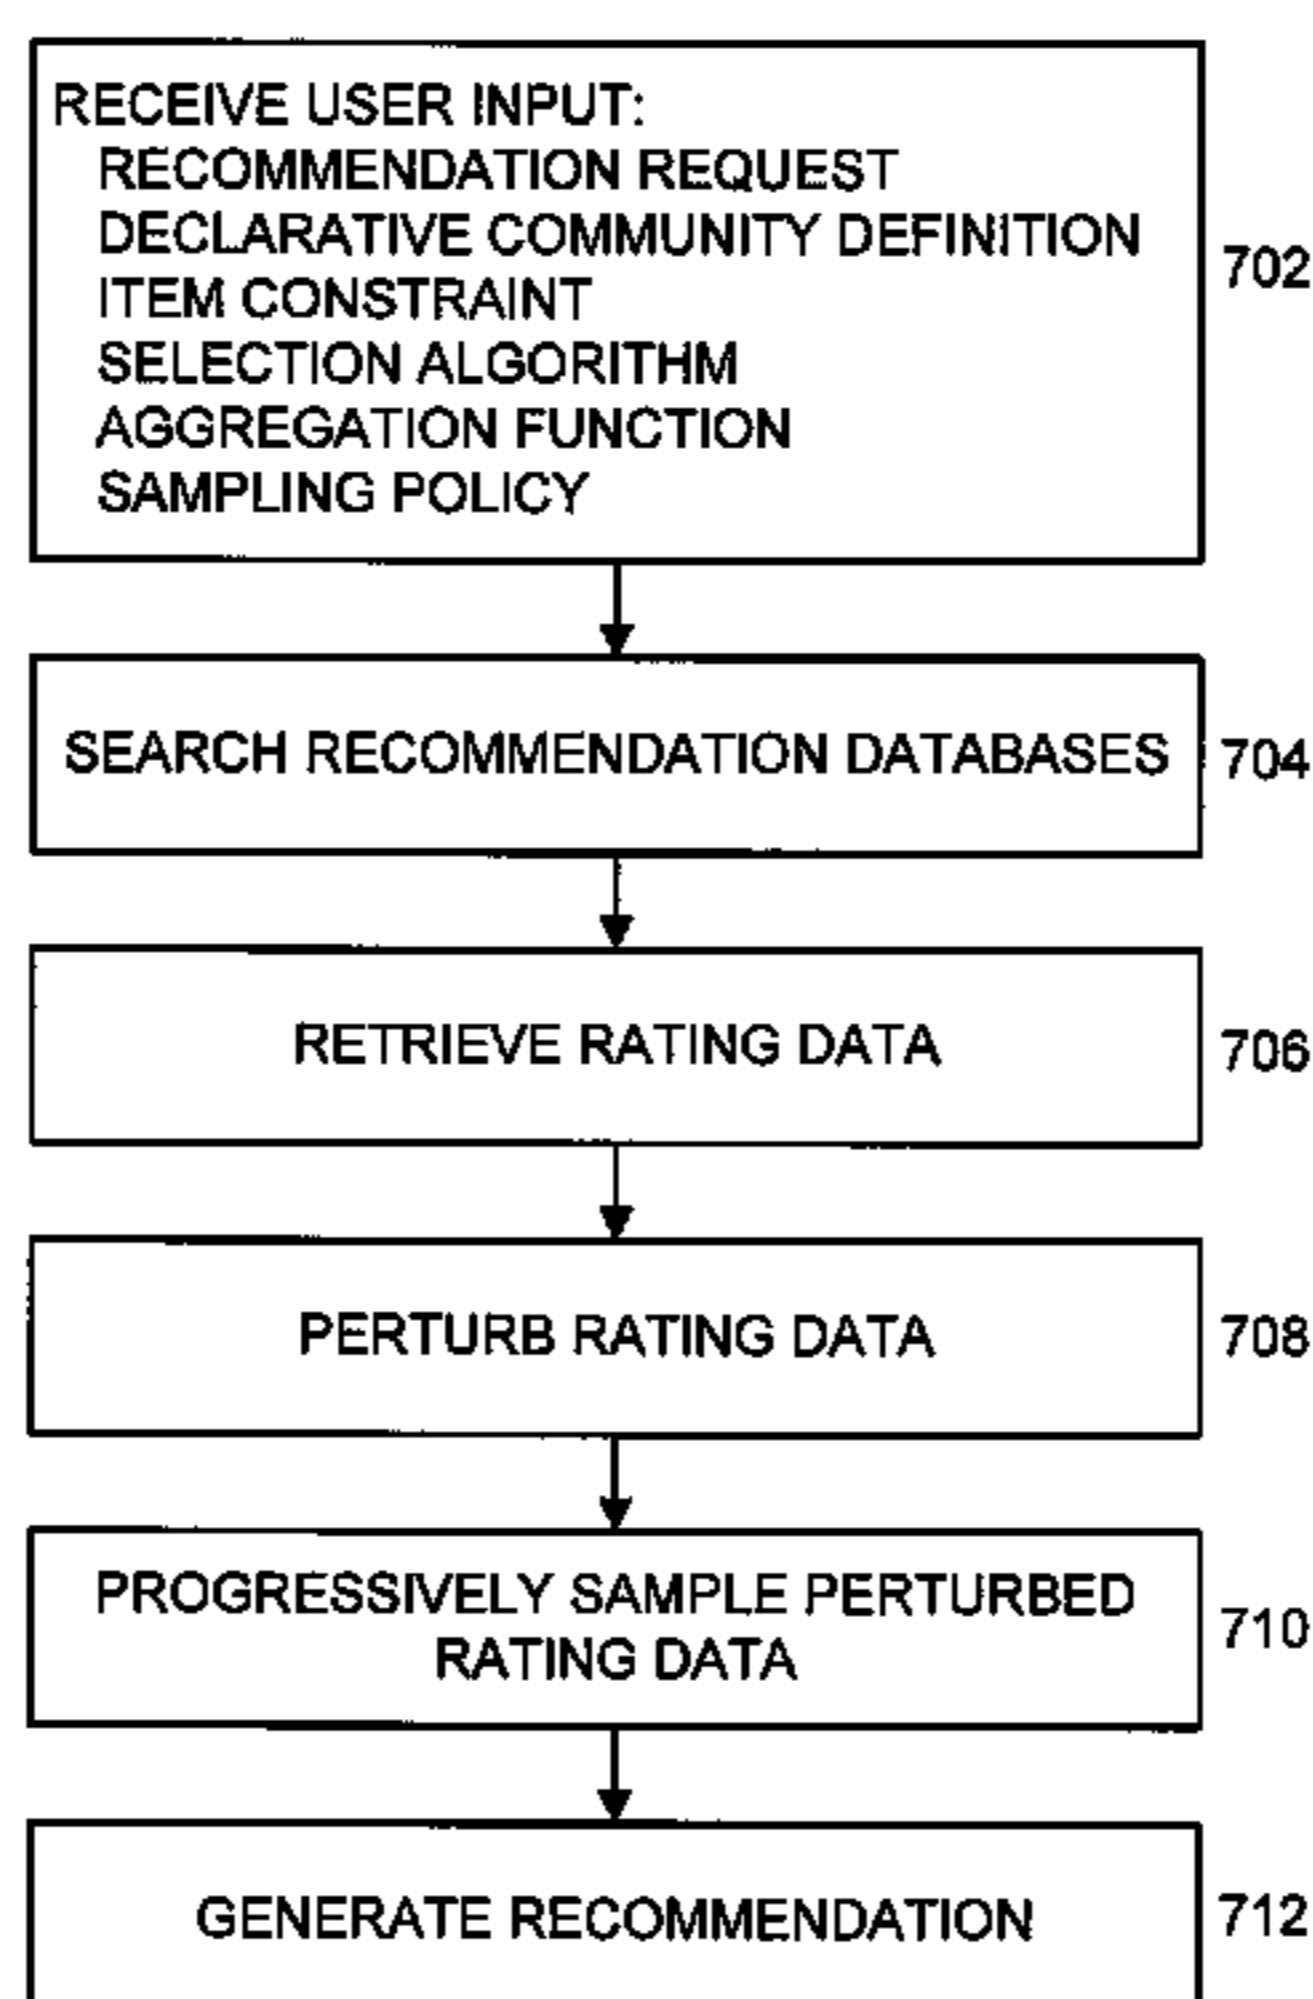 RECEIVE USER INPUT:
RECOMMENDATION REQUEST
DECLARATIVE COMMUNITY DEFINITION
ITEM CONSTRAINT
SELECTION ALGORITHM
AGGREGATION FUNCTION
SAMPLING POLICY
702
SEARCH RECOMMENDATION DATABASES
704
RETRIEVE RATING DATA
706
PERTURB RATING DATA
708
PROGRESSIVELY SAMPLE PERTURBED
RATING DATA
710
GENERATE RECOMMENDATION
712